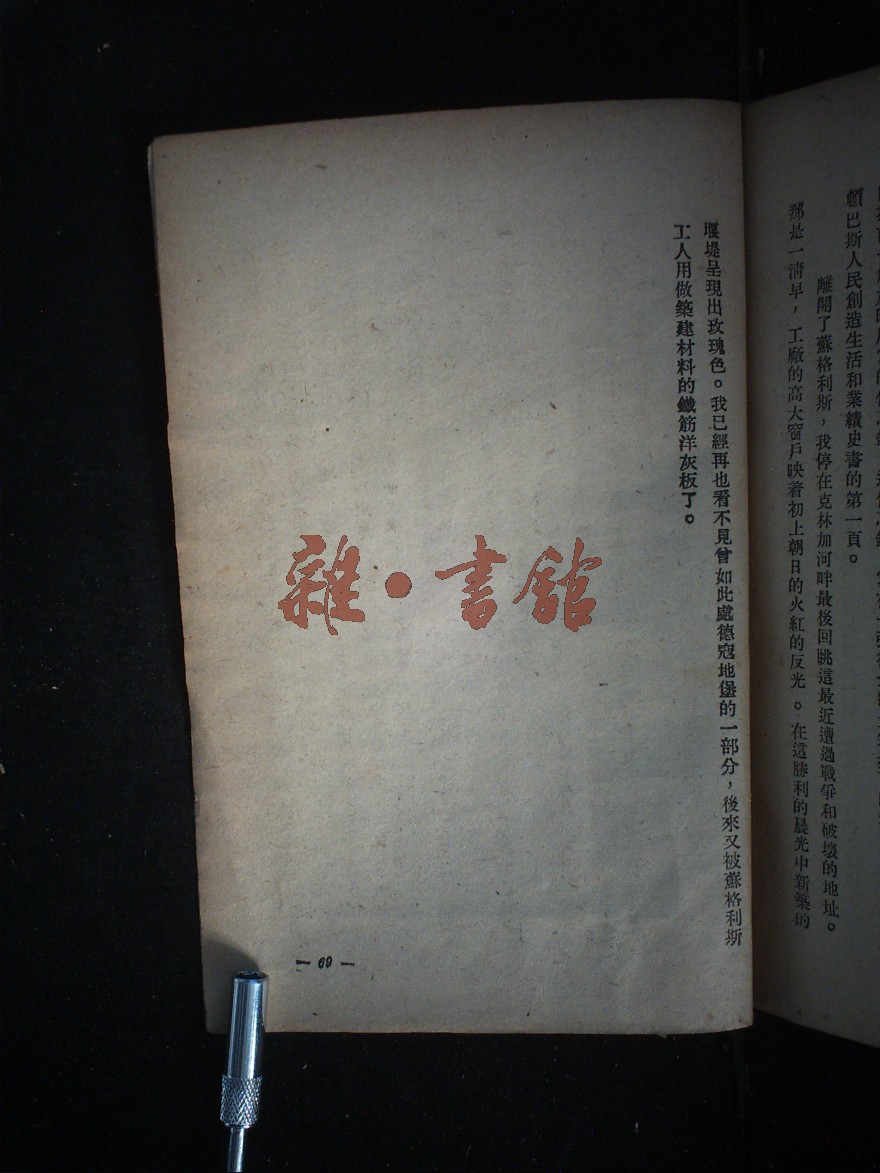 頓巴斯人民創造生活和業績史書的第一頁。
離開了蘇格利斯，我停在克林加河畔最後回眺這最近遭過戰爭和破壞的地址。
那是一清早，工廠的高大窗戶映着初上朝日的火紅的反光。在這勝利的晨光中新築的
堰堤呈現出玫瑰色。我已經再也看不見曾如此處德寇地堡的一部分，後來又被蘇格利斯
工人用做築建材料的鐵筋洋灰板了。
雜·書館
— 69 —